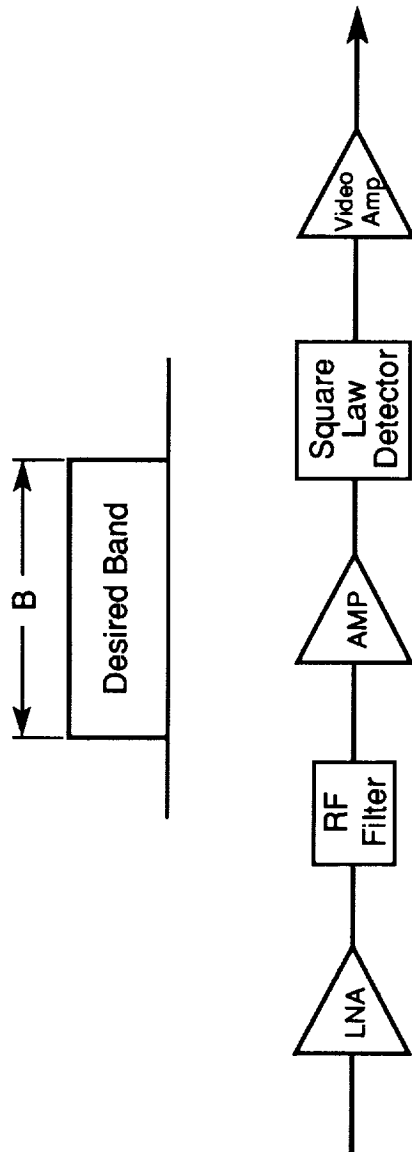 B
Desired Band
LNA
RF
Filter
AMP
Square
Law
Detector
Video
Amp